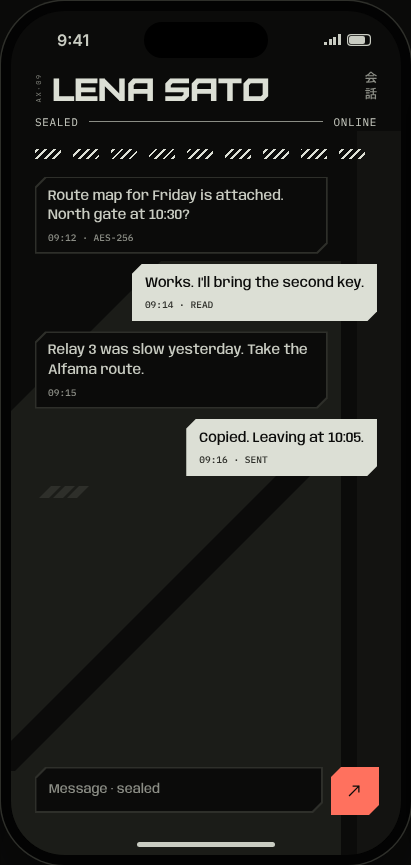 9:41
AX-09
LENA SATO
会話
SEALED
ONLINE
Route map for Friday is attached.
North gate at 10:30?
09:12 · AES-256
Works. I'll bring the second key.
09:14 · READ
Relay 3 was slow yesterday. Take the
Alfama route.
09:15
Copied. Leaving at 10:05.
09:16 · SENT
Message · sealed